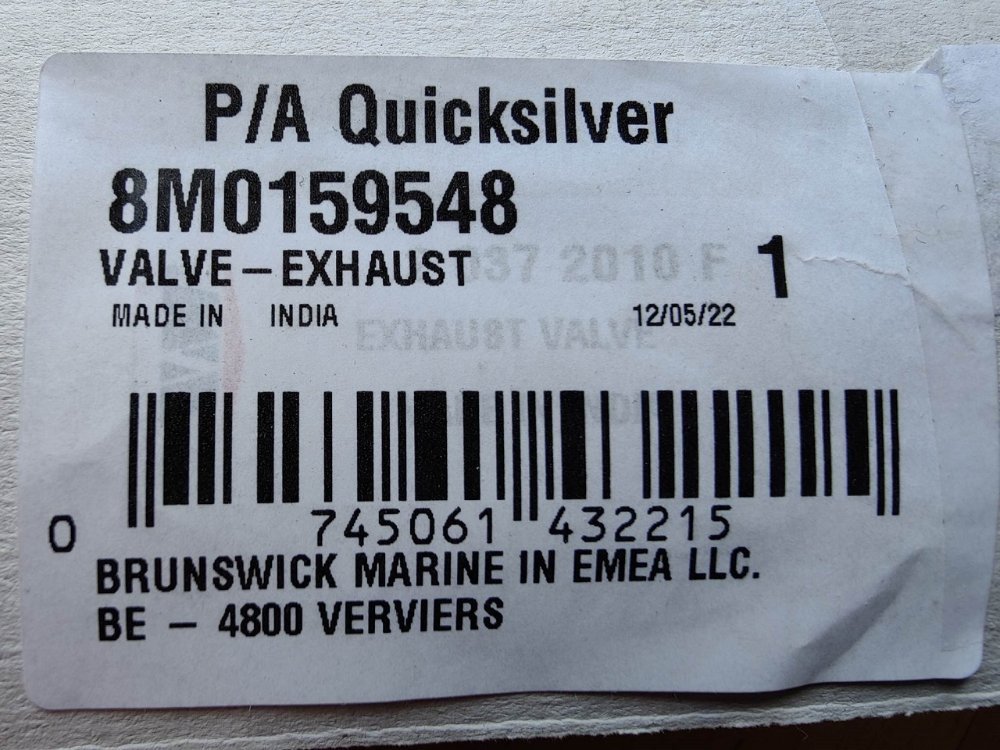 P/A Quicksilver
8M0159548
VALVE-EXHAUST
1
MADE IN INDIA
12/05/22
037 2010 F
EXHAUST VALVE
0 745061 432215
BRUNSWICK MARINE IN EMEA LLC.
BE - 4800 VERVIERS